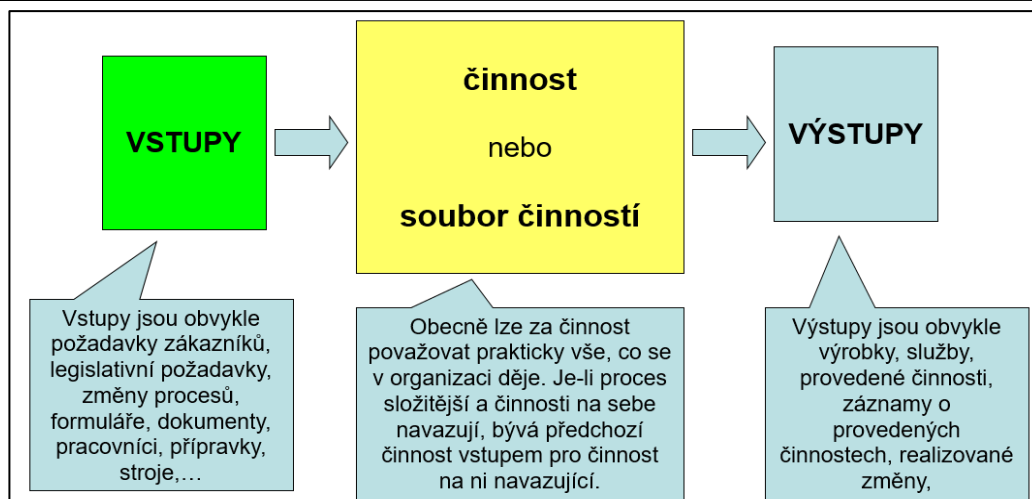 VSTUPY
činnost
nebo
soubor činností
VÝSTUPY
Vstupy jsou obvykle
požadavky zákazníků,
legislativní požadavky,
změny procesů,
formuláře, dokumenty,
pracovníci, přípravky,
stroje,…
Obecně lze za činnost
považovat prakticky vše, co se
v organizaci děje. Je-li proces
složitější a činnosti na sebe
navazují, bývá předchozí
činnost vstupem pro činnost
na ni navazující.
Výstupy jsou obvykle
výrobky, služby,
provedené činnosti,
záznamy o
provedených
činnostech, realizované
změny,